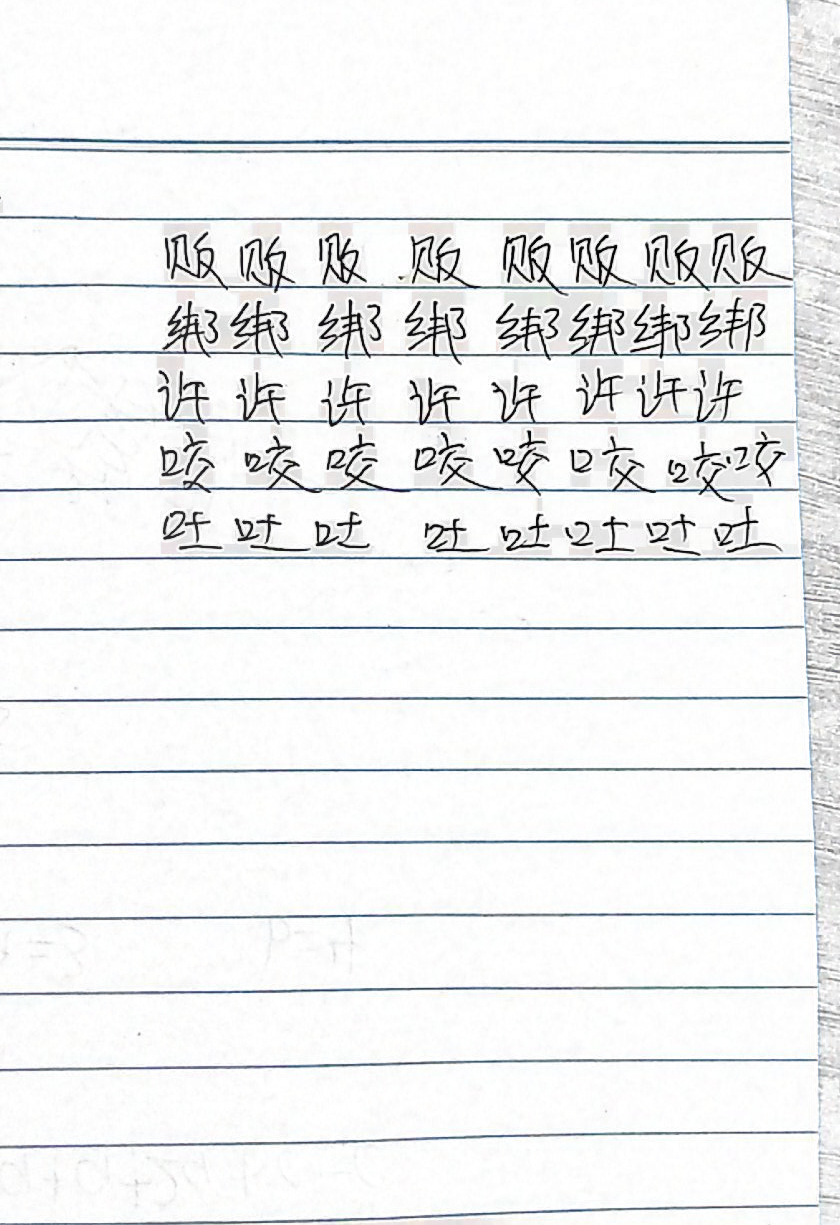 败 败 败 败 败 败 败 败
绑 绑 绑 绑 绑 绑 绑 绑
许 许 许 许 许 许 许 许
咬 咬 咬 咬 咬 咬 咬 咬
吐 吐 吐 吐 吐 吐 吐 吐